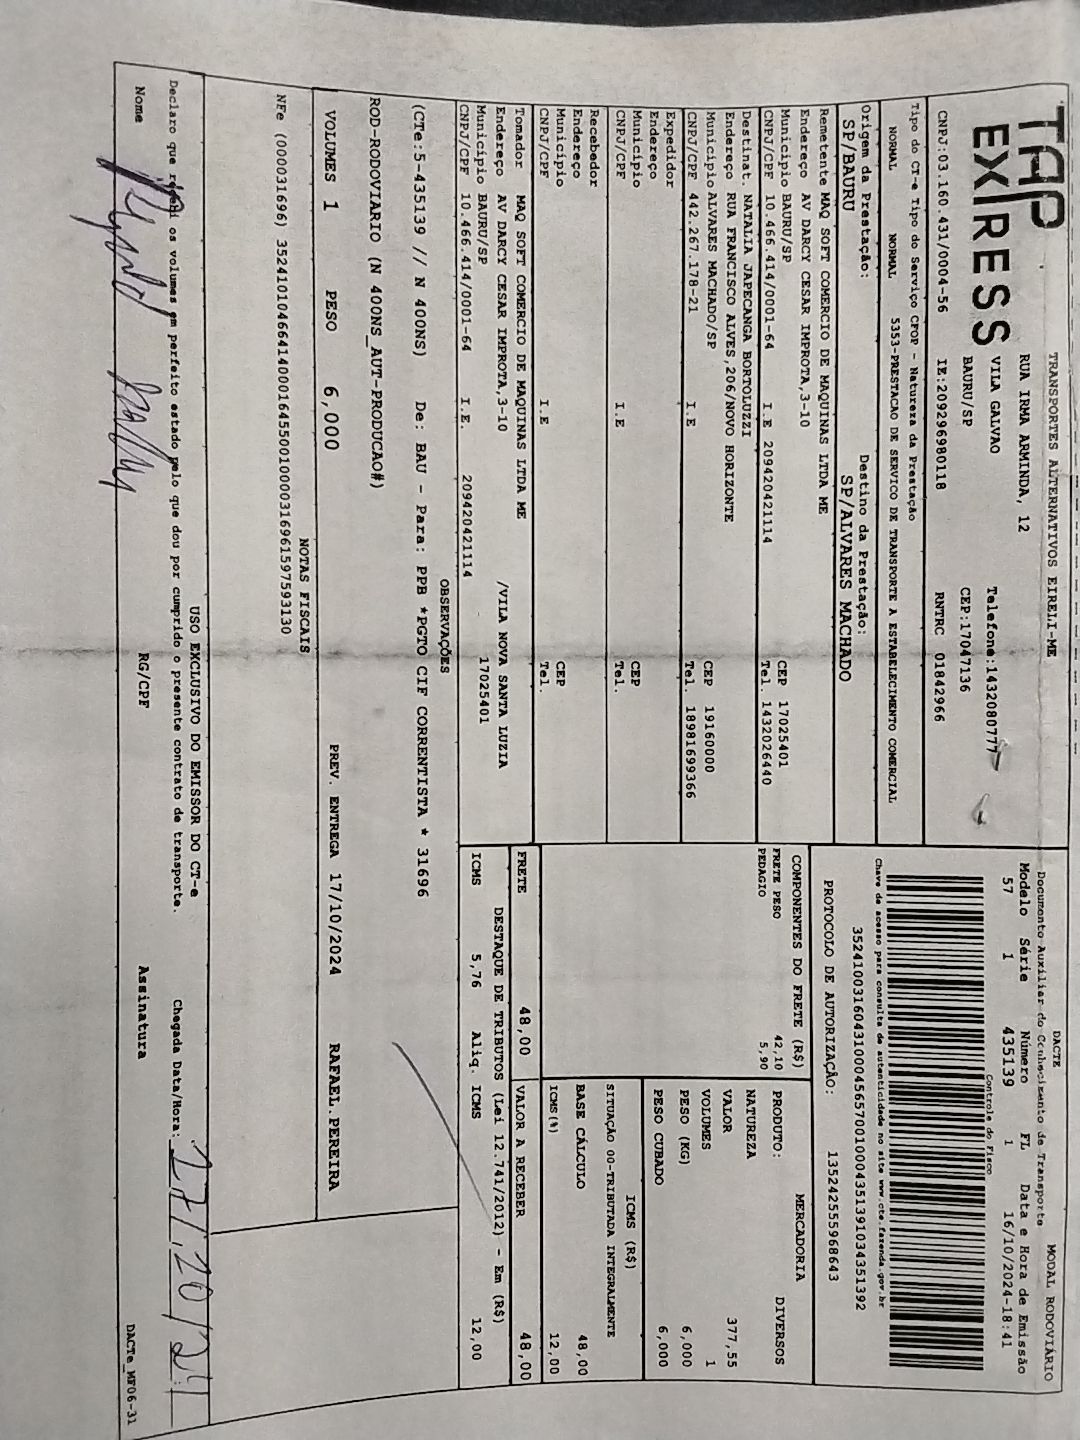 TAP
EXPRESS
TRANSPORTES ALTERNATIVOS EIRELI-ME
RUA IRMA ARMINDA, 12
VILA GALVAO
BAURU/SP
Telefone:1432080777
CEP:17047136
CNPJ:03.160.431/0004-56 IE:209296980118 RNTRC 01842966
Tipo do CT-e Tipo do Serviço CFOP - Natureza da Prestação
NORMAL NORMAL 5353-PRESTACAO DE SERVICO DE TRANSPORTE A ESTABELECIMENTO COMERCIAL
Origem da Prestação: Destino da Prestação:
SP/BAURU SP/ALVARES MACHADO
Remetente MAQ SOFT COMERCIO DE MAQUINAS LTDA ME
Endereço AV DARCY CESAR IMPROTA,3-10
Município BAURU/SP CEP 17025401
CNPJ/CPF 10.466.414/0001-64 I.E 209420421114 Tel. 1432026440
Destinat. NATALIA JAPECANGA BORTOLUZZI
Endereço RUA FRANCISCO ALVES,206/NOVO HORIZONTE
Município ALVARES MACHADO/SP CEP 19160000
CNPJ/CPF 442.267.178-21 I.E Tel. 18981699366
Expedidor
Endereço
Município CEP
CNPJ/CPF I.E Tel.
Recebedor
Endereço
Município CEP
CNPJ/CPF I.E Tel.
Tomador MAQ SOFT COMERCIO DE MAQUINAS LTDA ME
Endereço AV DARCY CESAR IMPROTA,3-10 /VILA NOVA SANTA LUZIA
Município BAURU/SP 17025401
CNPJ/CPF 10.466.414/0001-64 I.E. 209420421114
DACTE MODAL RODOVIÁRIO
Documento Auxiliar do Conhecimento de Transporte
Modelo Série Número FL Data e Hora de Emissão
57 1 435139 1 16/10/2024-18:41
Controle do Fisco
Chave de acesso para consulta de autenticidade no site www.cte.fazenda.gov.br
35241003160431000456570010004351391034351392
PROTOCOLO DE AUTORIZAÇÃO: 135242555968643
COMPONENTES DO FRETE (R$)
FRETE PESO 42,10
PEDAGIO 5,90
PRODUTO: MERCADORIA DIVERSOS
NATUREZA
VALOR 377,55
VOLUMES 1
PESO (KG) 6,000
PESO CUBADO 6,000
ICMS (R$)
SITUAÇÃO 00-TRIBUTADA INTEGRALMENTE
BASE CÁLCULO 48,00
ICMS (%) 12,00
FRETE 48,00 VALOR A RECEBER 48,00
DESTAQUE DE TRIBUTOS (Lei 12.741/2012) - Em (R$)
ICMS 5,76 Aliq. ICMS 12,00
OBSERVAÇÕES
(CTe:5-435139 // N 400NS) De: BAU - Para: PPB *PGTO CIF CORRENTISTA * 31696
ROD-RODOVIARIO (N 400NS_AUT-PRODUCAO#)
VOLUMES 1 PESO 6,000 PREV. ENTREGA 17/10/2024 RAFAEL.PEREIRA
NOTAS FISCAIS
NFe (000031696) 35241010466414000164550010000316961597593130
USO EXCLUSIVO DO EMISSOR DO CT-e
Declaro que recebi os volumes em perfeito estado pelo que dou por cumprido o presente contrato de transporte. Chegada Data/Hora:
Nome RG/CPF Assinatura
DACTe_MF06-31